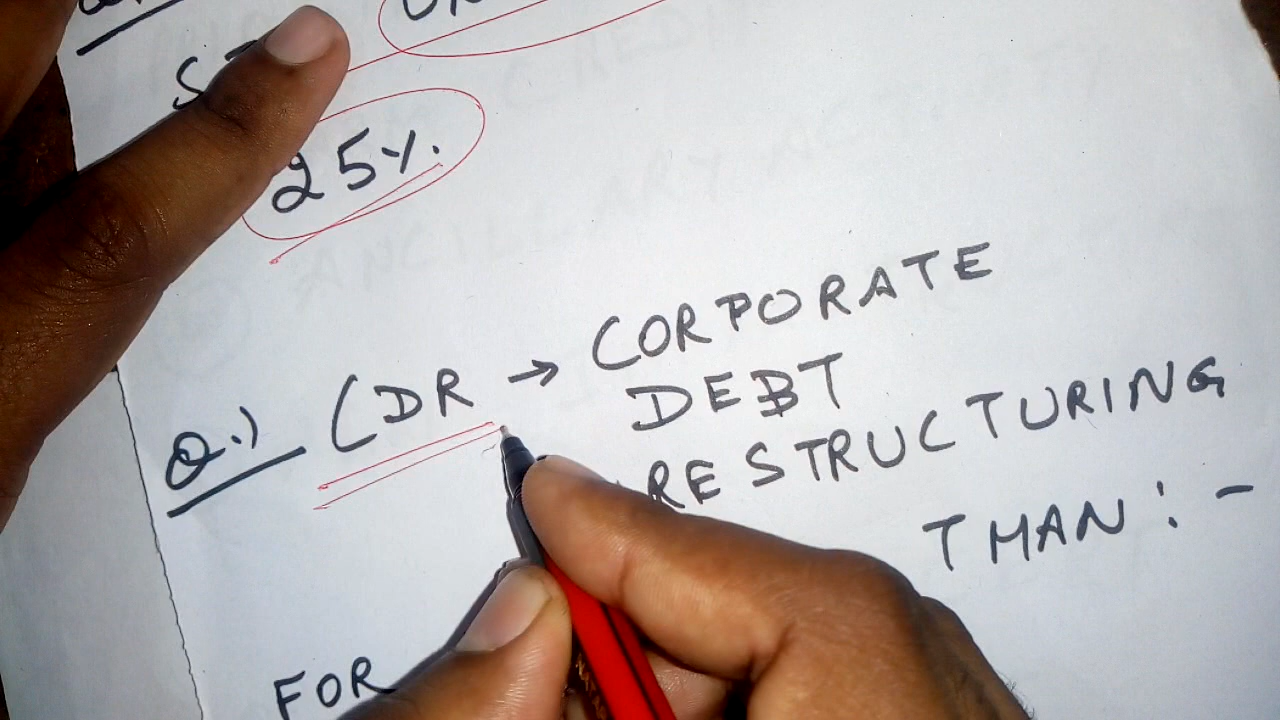 25%.
Q.) CDR → CORPORATE
DEBT
RESTRUCTURING
THAN : -
FOR